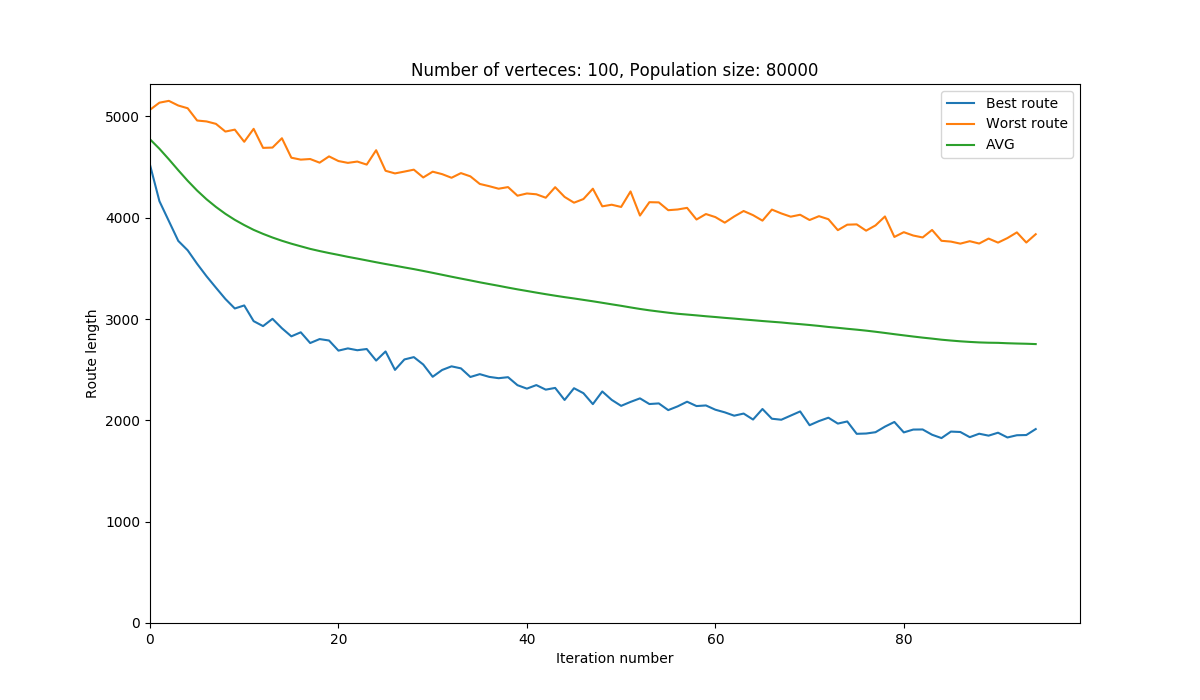 Number of verteces: 100, Population size: 80000
Best route
Worst route
AVG
5000
4000
3000
2000
1000
0
Route length
0 20 40 60 80
Iteration number